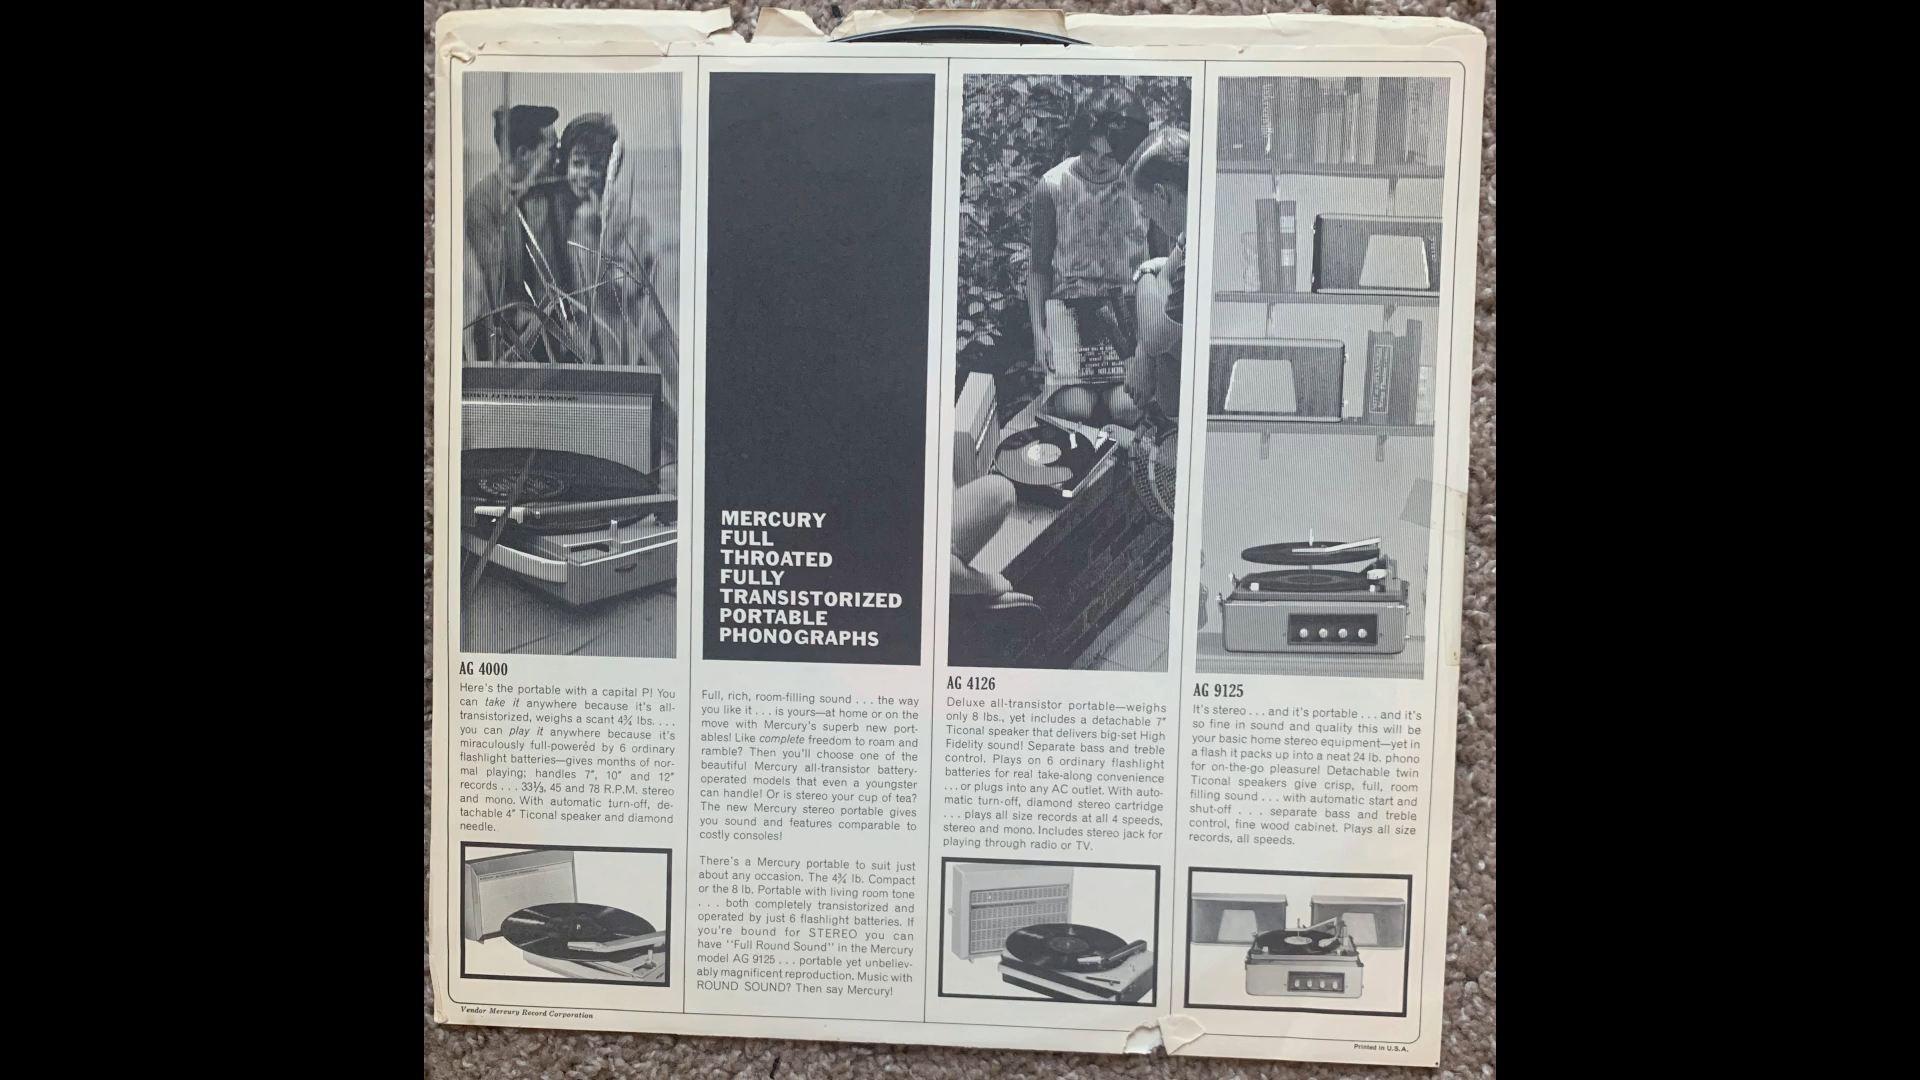 MERCURY
FULL
THROATED
FULLY
TRANSISTORIZED
PORTABLE
PHONOGRAPHS
AG 4000
Here's the portable with a capital P! You
can take it anywhere because it's all-
transistorized, weighs a scant 4¾ lbs. . . .
you can play it anywhere because it's
miraculously full-powered by 6 ordinary
flashlight batteries—gives months of nor-
mal playing; handles 7", 10" and 12"
records . . . 33⅓, 45 and 78 R.P.M. stereo
and mono. With automatic turn-off, de-
tachable 4" Ticonal speaker and diamond
needle.
Full, rich, room-filling sound . . . the way
you like it . . . is yours—at home or on the
move with Mercury's superb new port-
ables! Like complete freedom to roam and
ramble? Then you'll choose one of the
beautiful Mercury all-transistor battery-
operated models that even a youngster
can handle! Or is stereo your cup of tea?
The new Mercury stereo portable gives
you sound and features comparable to
costly consoles!
There's a Mercury portable to suit just
about any occasion. The 4¾ lb. Compact
or the 8 lb. Portable with living room tone
. . . both completely transistorized and
operated by just 6 flashlight batteries. If
you're bound for STEREO you can
have "Full Round Sound" in the Mercury
model AG 9125 . . . portable yet unbeliev-
ably magnificent reproduction. Music with
ROUND SOUND? Then say Mercury!
AG 4126
Deluxe all-transistor portable—weighs
only 8 lbs., yet includes a detachable 7"
Ticonal speaker that delivers big-set High
Fidelity sound! Separate bass and treble
control. Plays on 6 ordinary flashlight
batteries for real take-along convenience
. . . or plugs into any AC outlet. With auto-
matic turn-off, diamond stereo cartridge
. . . plays all size records at all 4 speeds,
stereo and mono. Includes stereo jack for
playing through radio or TV.
AG 9125
It's stereo . . . and it's portable . . . and it's
so fine in sound and quality this will be
your basic home stereo equipment—yet in
a flash it packs up into a neat 24 lb. phono
for on-the-go pleasure! Detachable twin
Ticonal speakers give crisp, full, room
filling sound . . . with automatic start and
shut-off . . . separate bass and treble
control, fine wood cabinet. Plays all size
records, all speeds.
Vendor Mercury Record Corporation
Printed in U.S.A.